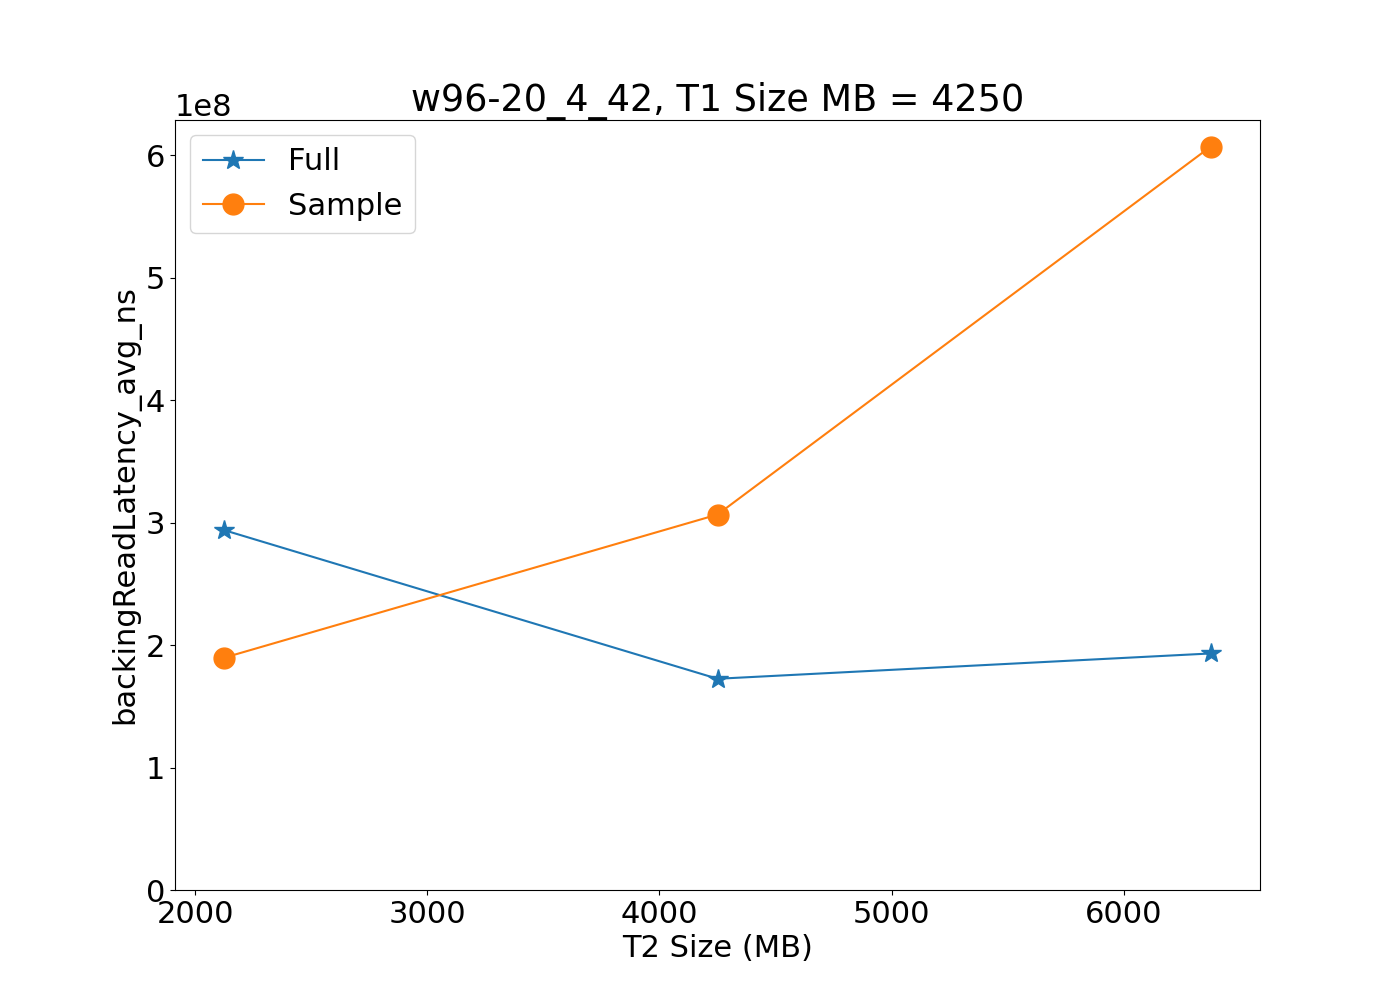 w96-20_4_42, T1 Size MB = 4250
1e8
Full
Sample
6
5
4
3
2
1
0
backingReadLatency_avg_ns
2000 3000 4000 5000 6000
T2 Size (MB)